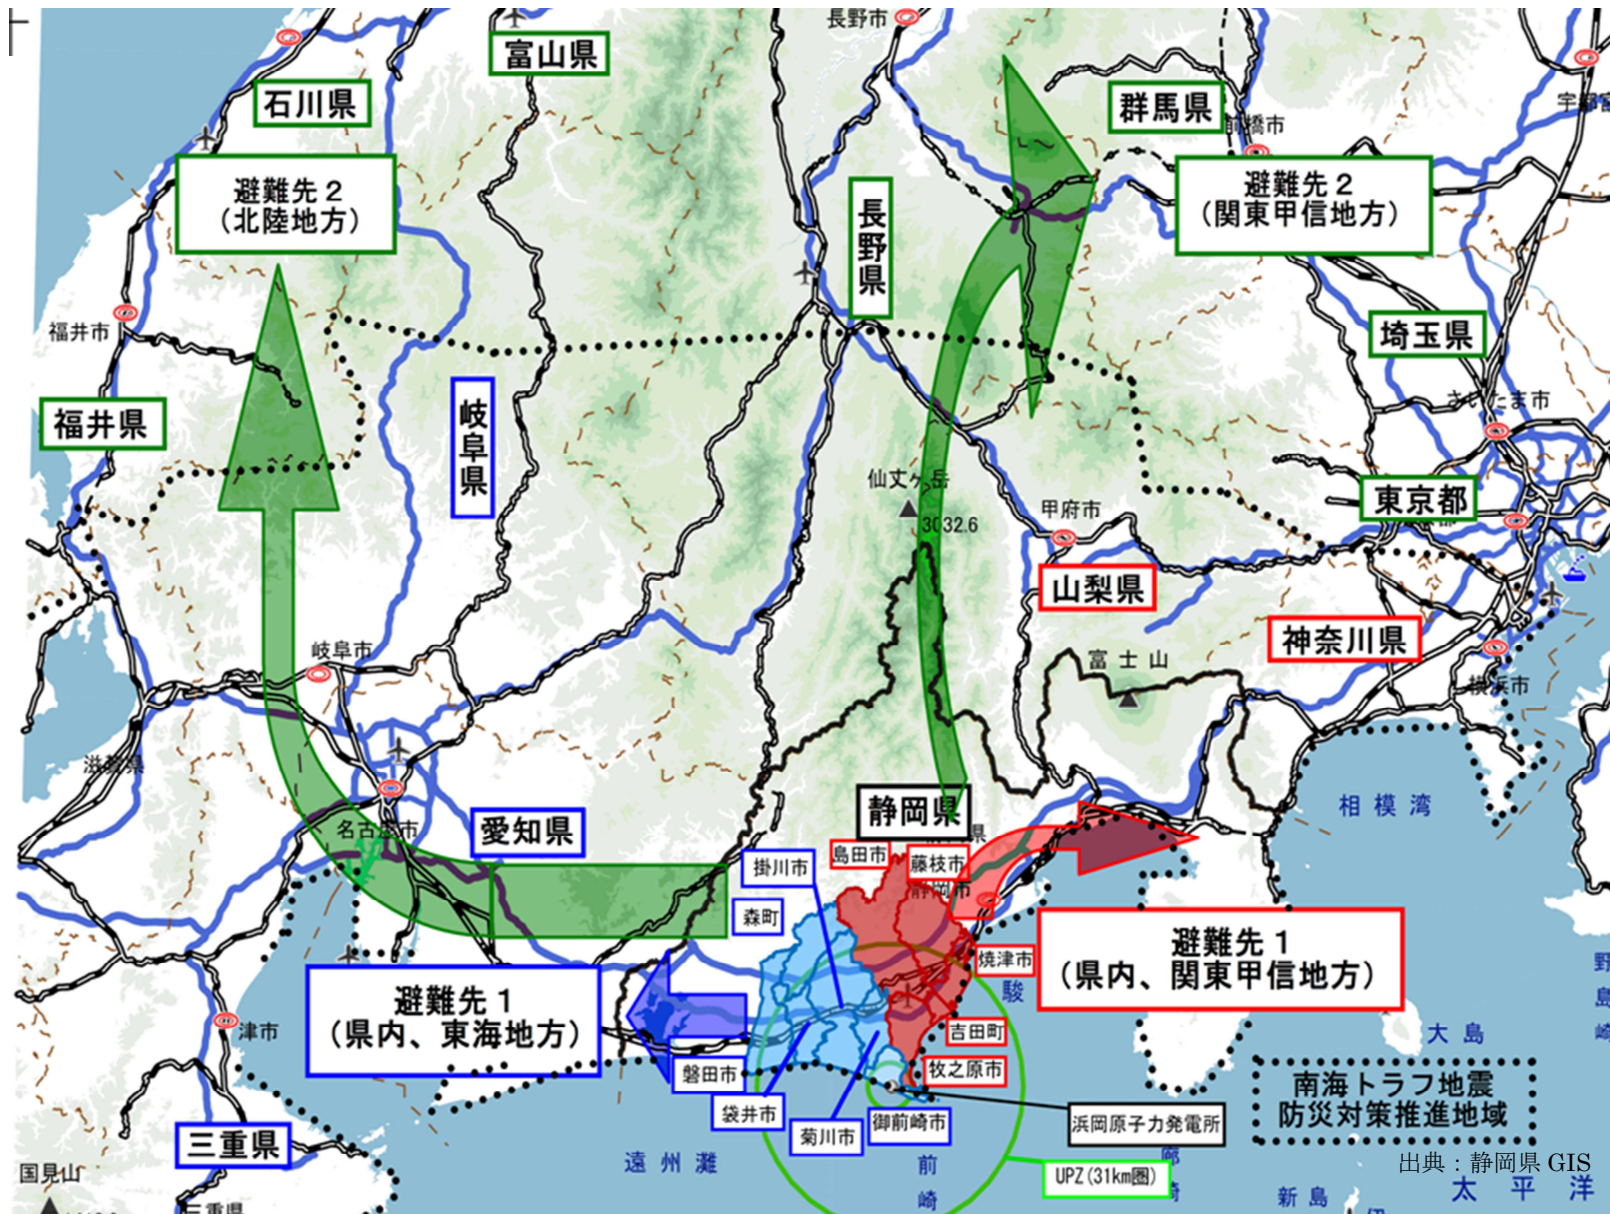 長野市
富山県
石川県
群馬県
前橋市
避難先２
（北陸地方）
避難先２
（関東甲信地方）
長野県
福井市
埼玉県
さいたま市
福井県
岐阜県
仙丈ヶ岳
3032.6
東京都
甲府市
山梨県
神奈川県
岐阜市
富士山
横浜市
滋賀県
静岡県
相模湾
名古屋市
愛知県
島田市
藤枝市
静岡市
掛川市
森町
避難先１
（県内、関東甲信地方）
焼津市
駿
避難先１
（県内、東海地方）
津市
吉田町
大島
牧之原市
磐田市
袋井市
菊川市
御前崎市
浜岡原子力発電所
南海トラフ地震
防災対策推進地域
三重県
遠州灘
前
崎
UPZ(31km圏)
出典：静岡県 GIS
国見山
太平洋
新島
三重県